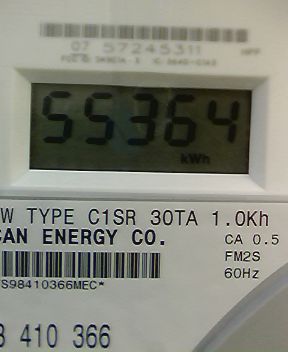 07 57245311
55364
kWh
W TYPE C1SR 30TA 1.0Kh
CAN ENERGY CO.
CA 0.5
FM2S
60Hz
S98410366MEC*
3 410 366